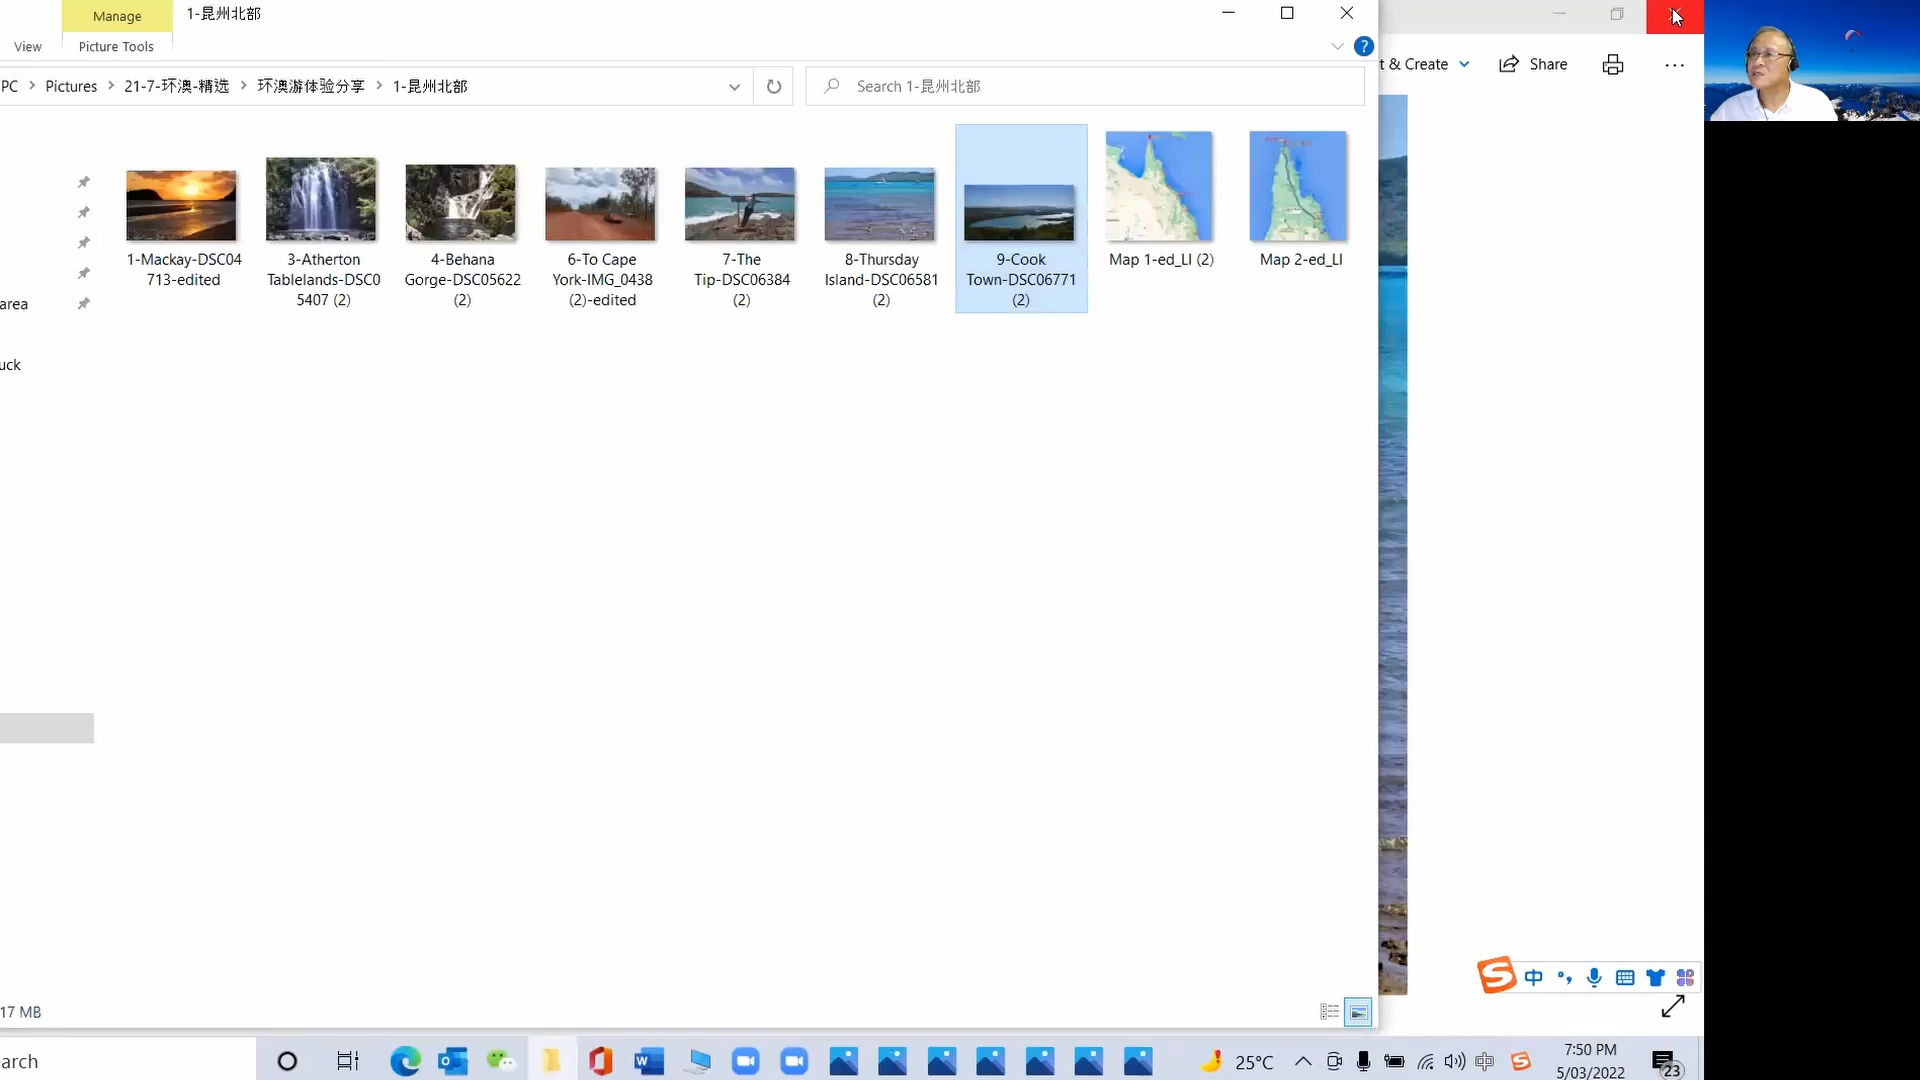 Manage
1-昆州北部
View
Picture Tools
?
PC > Pictures > 21-7-环澳-精选 > 环澳游体验分享 > 1-昆州北部
Search 1-昆州北部
t & Create
Share
1-Mackay-DSC04
713-edited
3-Atherton
Tablelands-DSC0
5407 (2)
4-Behana
Gorge-DSC05622
(2)
6-To Cape
York-IMG_0438
(2)-edited
7-The
Tip-DSC06384
(2)
8-Thursday
Island-DSC06581
(2)
9-Cook
Town-DSC06771
(2)
Map 1-ed_LI (2)
Map 2-ed_LI
area
uck
中
17 MB
earch
25°C
7:50 PM
5/03/2022
23